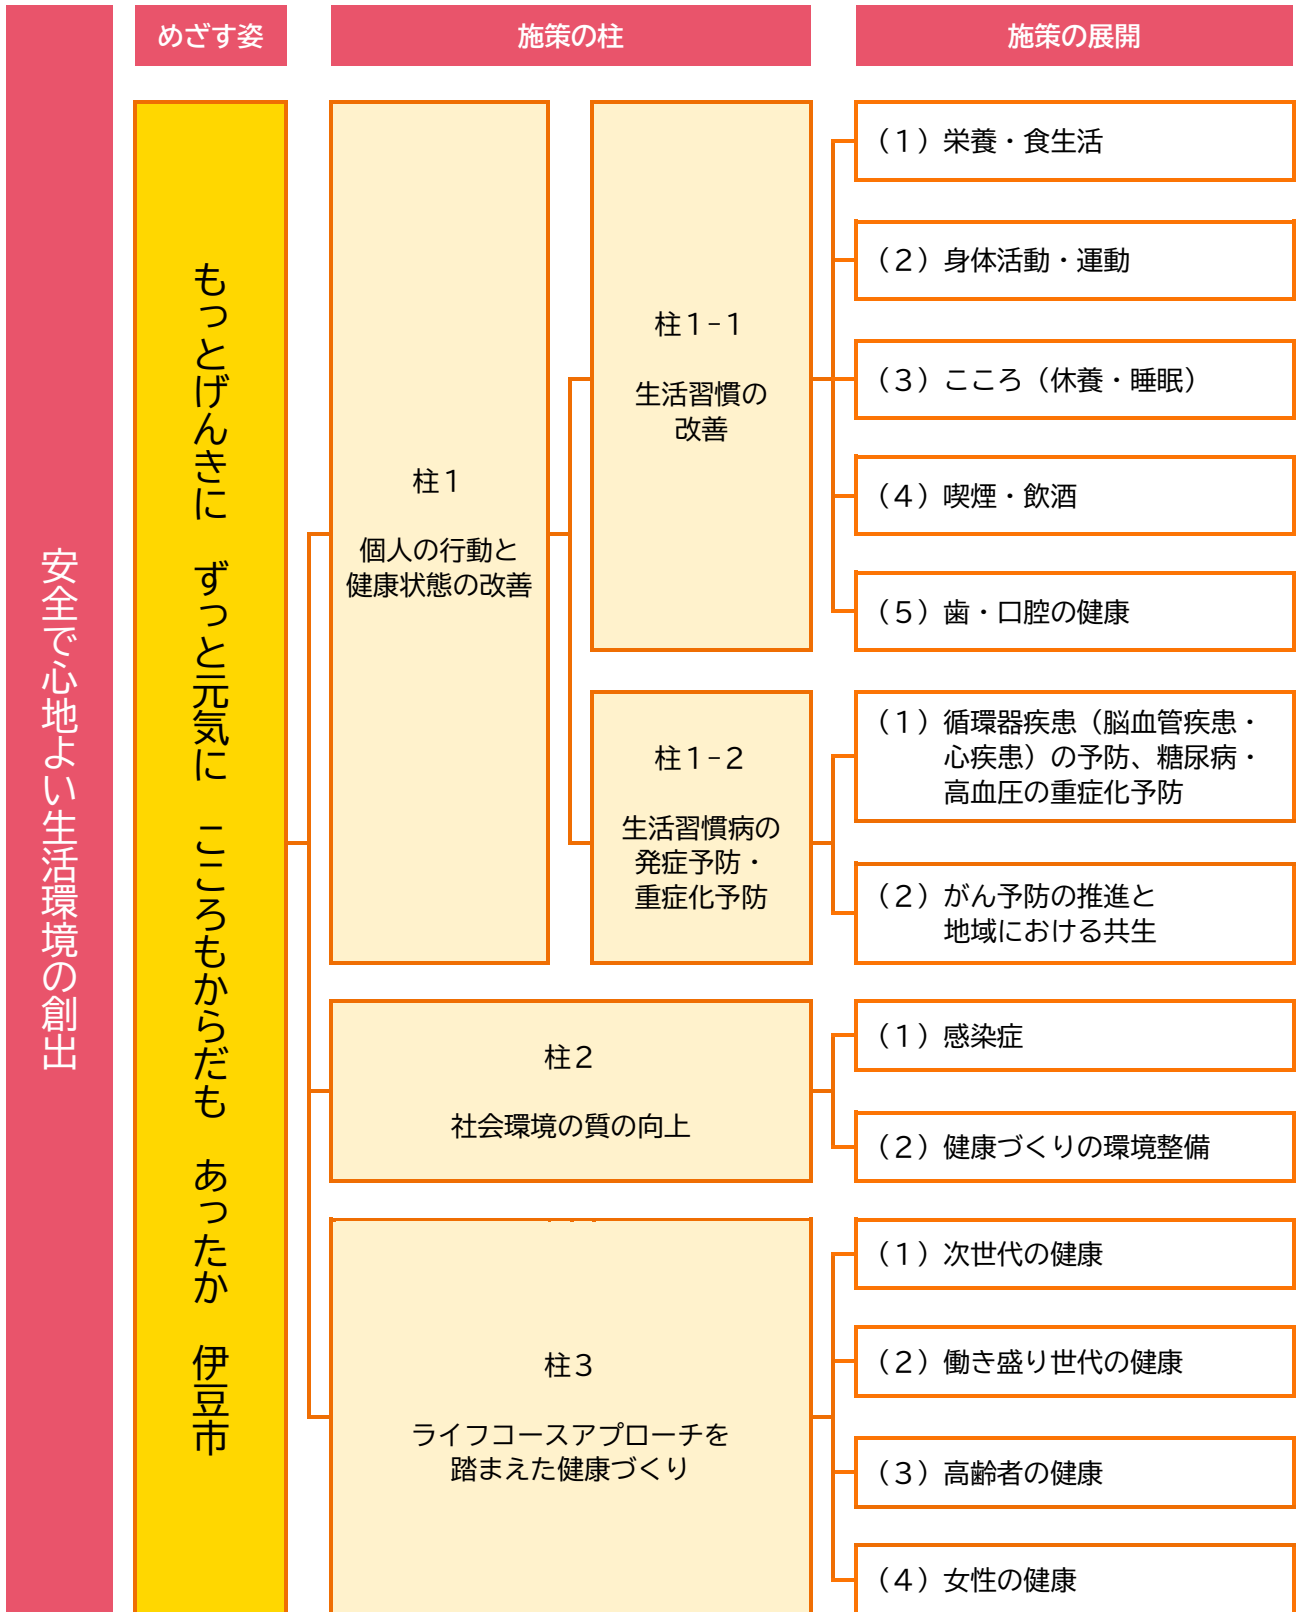 安全で心地よい生活環境の創出
めざす姿
施策の柱
施策の展開
もっとげんきに　ずっと元気に　こころもからだも　あったか　伊豆市
柱１
個人の行動と
健康状態の改善
柱１−１
生活習慣の
改善
（１）栄養・食生活
（２）身体活動・運動
（３）こころ（休養・睡眠）
（４）喫煙・飲酒
（５）歯・口腔の健康
柱１−２
生活習慣病の
発症予防・
重症化予防
（１）循環器疾患（脳血管疾患・
心疾患）の予防、糖尿病・
高血圧の重症化予防
（２）がん予防の推進と
地域における共生
柱２
社会環境の質の向上
（１）感染症
（２）健康づくりの環境整備
柱３
ライフコースアプローチを
踏まえた健康づくり
（１）次世代の健康
（２）働き盛り世代の健康
（３）高齢者の健康
（４）女性の健康